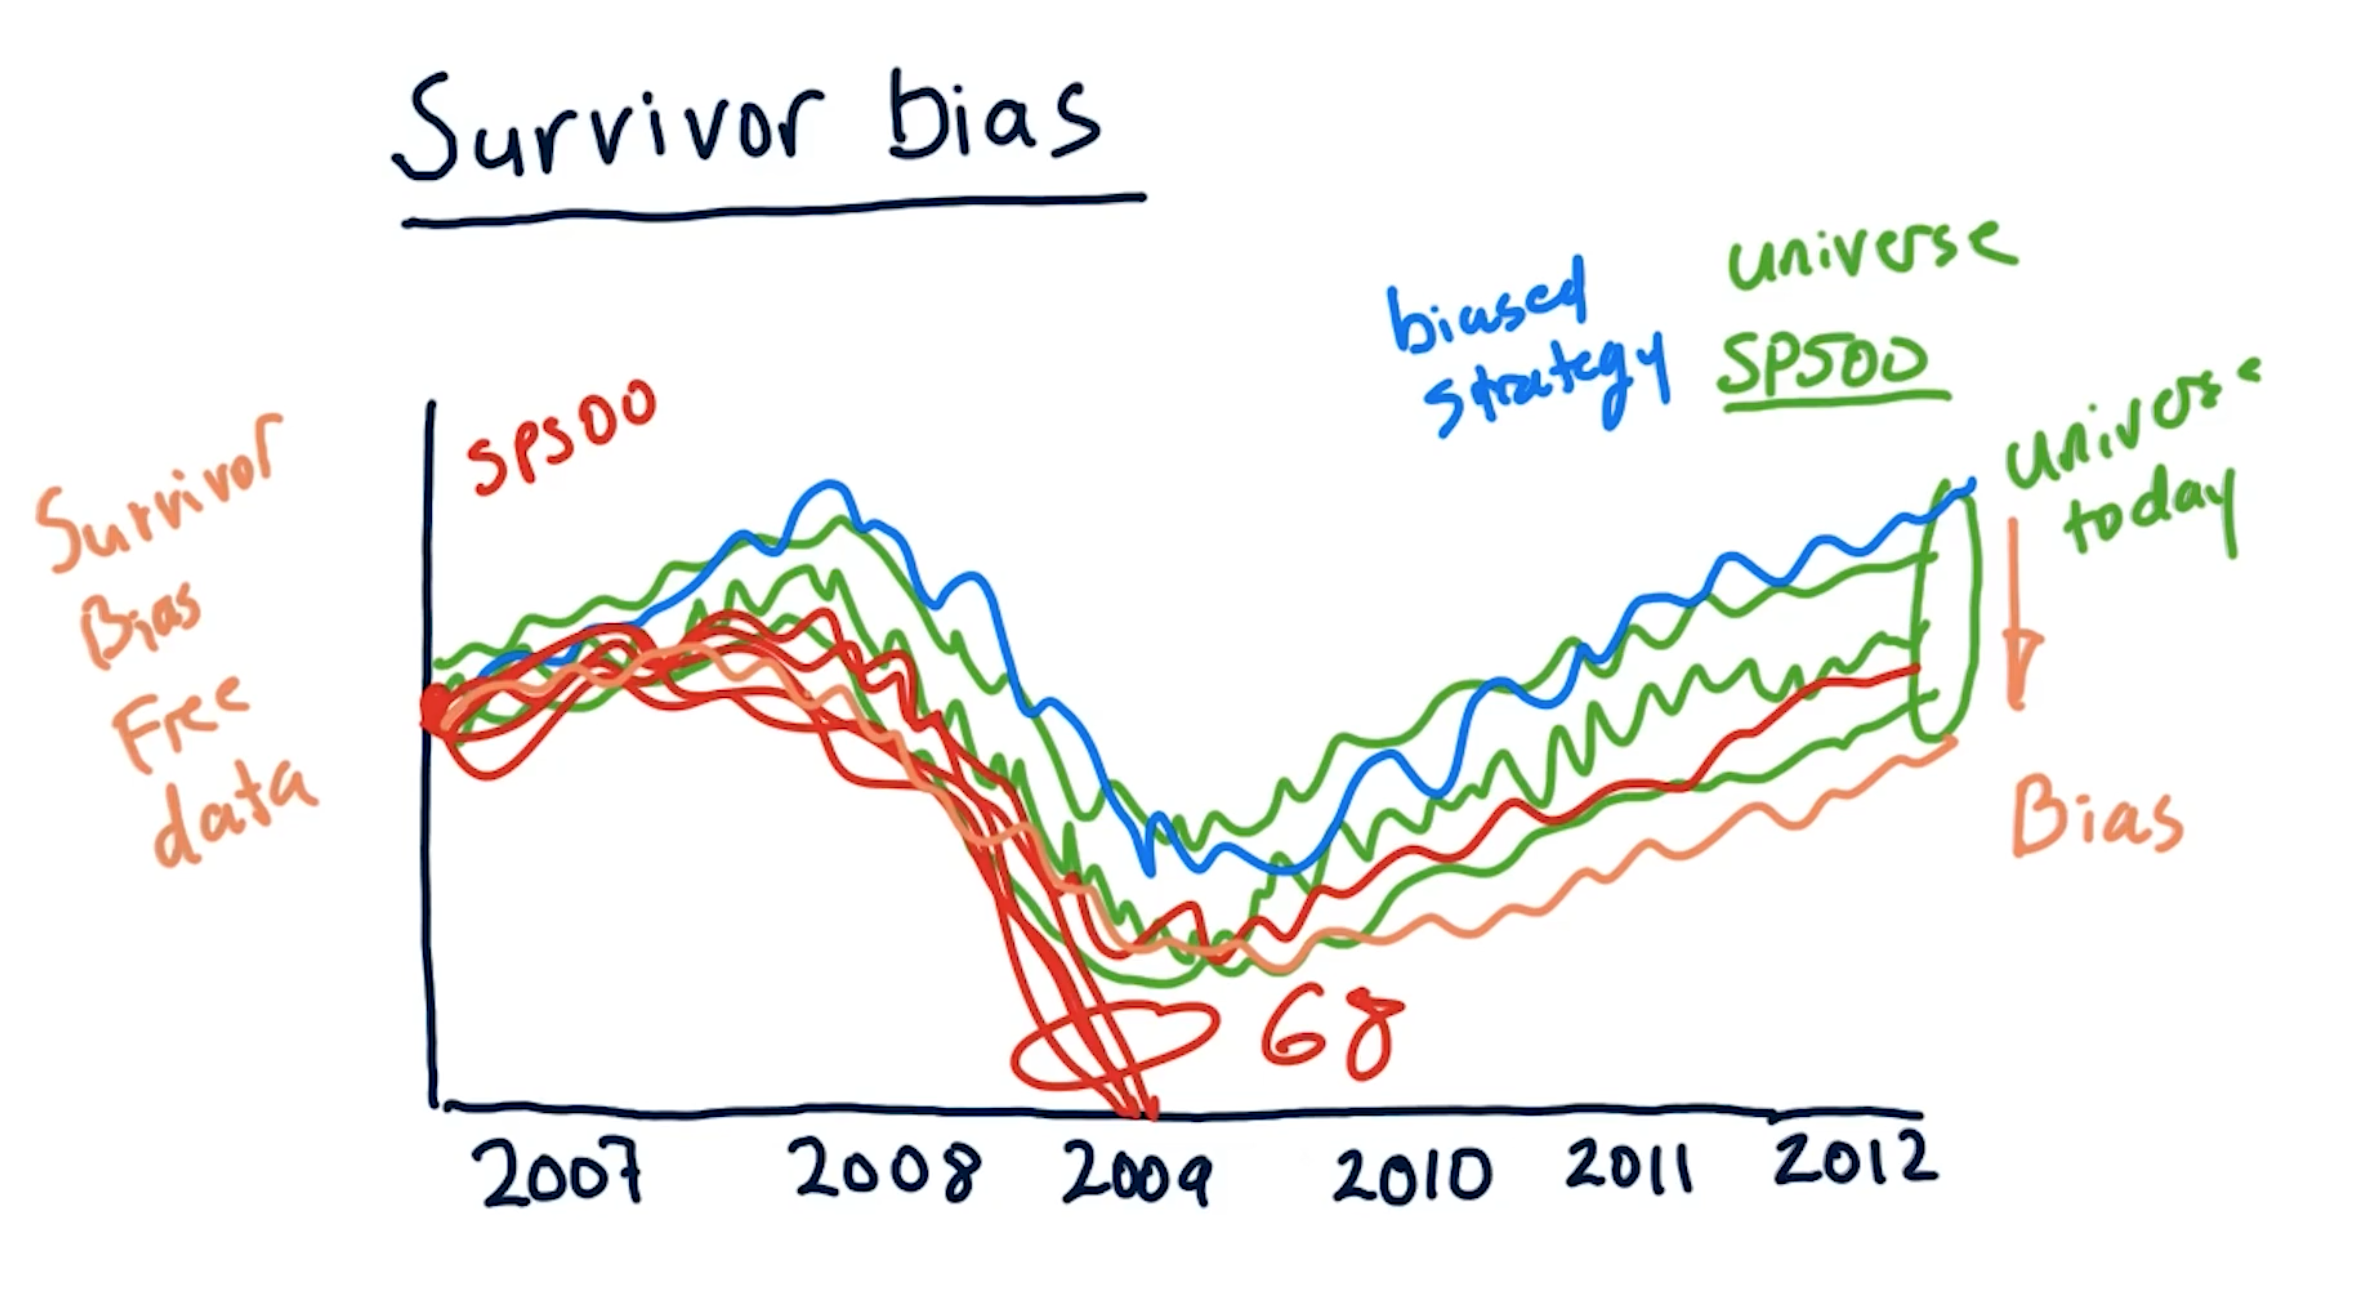 Survivor bias
universe
biased
strategy
SP500
SP500
universe
today
Survivor
Bias
Free
data
Bias
68
2007 2008 2009 2010 2011 2012